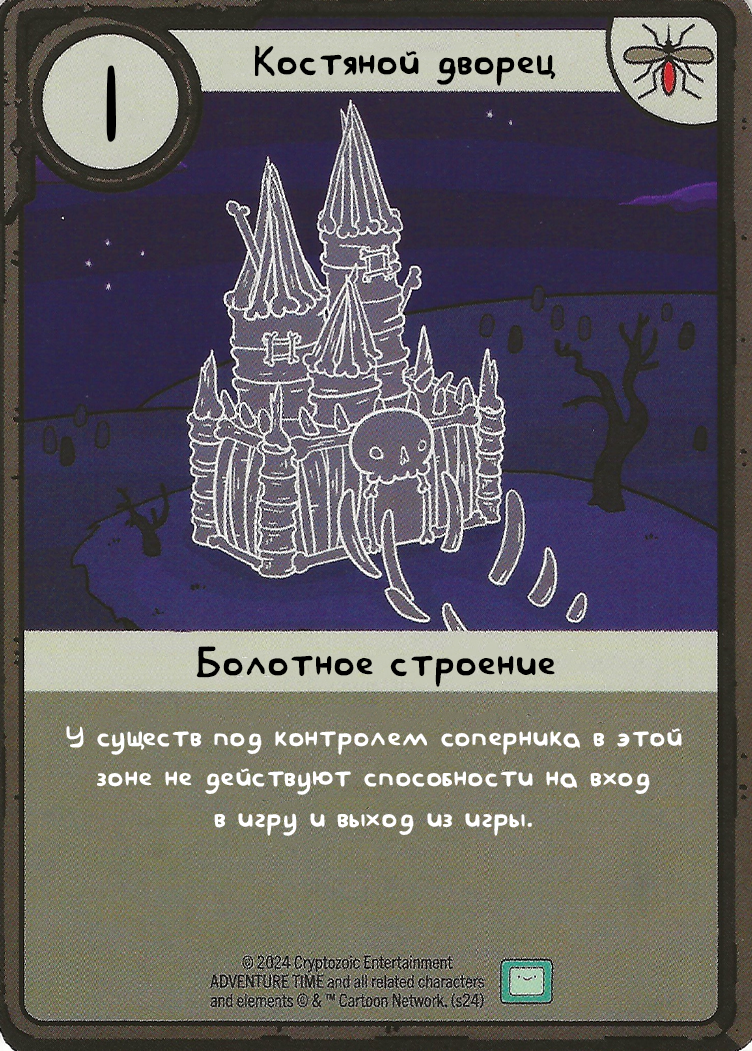 1
Костяной дворец
Болотное строение
У существ под контролем соперника в этой
зоне не действуют способности на вход
в игру и выход из игры.
© 2024 Cryptozoic Entertainment
ADVENTURE TIME and all related characters
and elements © & ™ Cartoon Network. (s24)